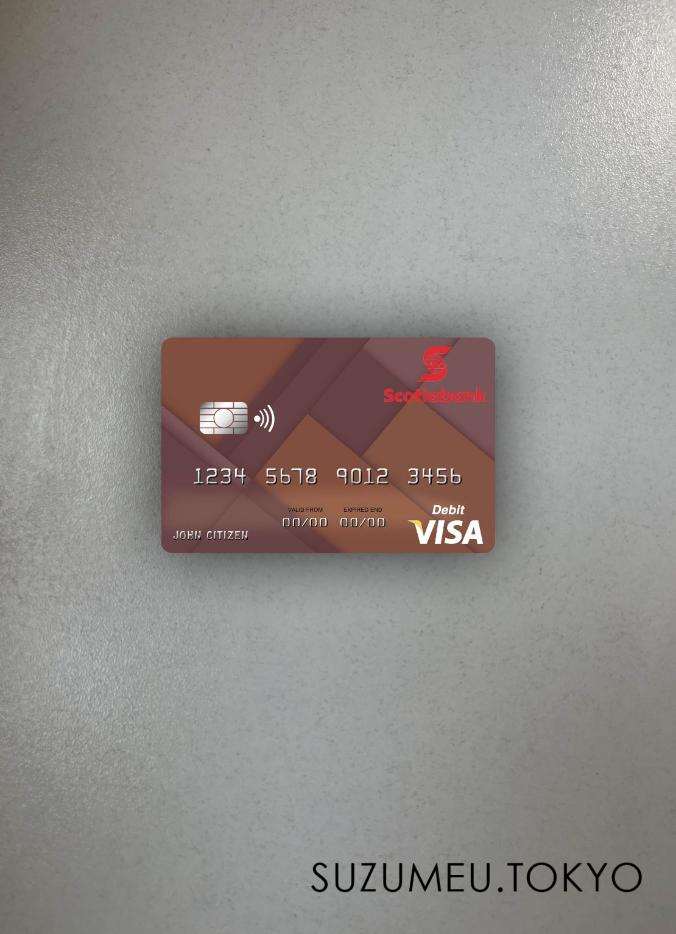 Scotiabank
1234 5678 9012 3456
VALID FROM EXPIRED END
00/00 00/00
JOHN CITIZEN
Debit
VISA
SUZUMEU.TOKYO